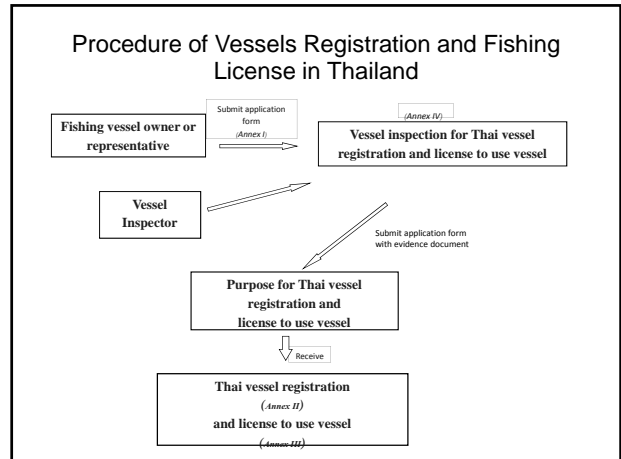 Procedure of Vessels Registration and Fishing
License in Thailand
Submit application
form
(Annex I)
Fishing vessel owner or
representative
(Annex IV)
Vessel inspection for Thai vessel
registration and license to use vessel
Vessel
Inspector
Submit application form
with evidence document
Purpose for Thai vessel
registration and
license to use vessel
Receive
Thai vessel registration
(Annex II)
and license to use vessel
(Annex III)